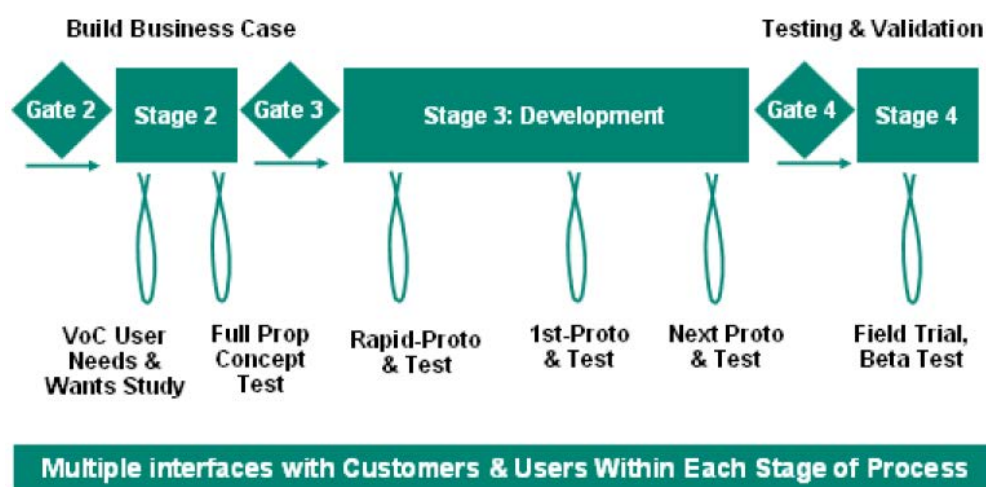 Build Business Case
Testing & Validation
Gate 2
Stage 2
Gate 3
Stage 3: Development
Gate 4
Stage 4
VoC User
Needs &
Wants Study
Full Prop
Concept
Test
Rapid-Proto
& Test
1st-Proto
& Test
Next Proto
& Test
Field Trial,
Beta Test
Multiple interfaces with Customers & Users Within Each Stage of Process